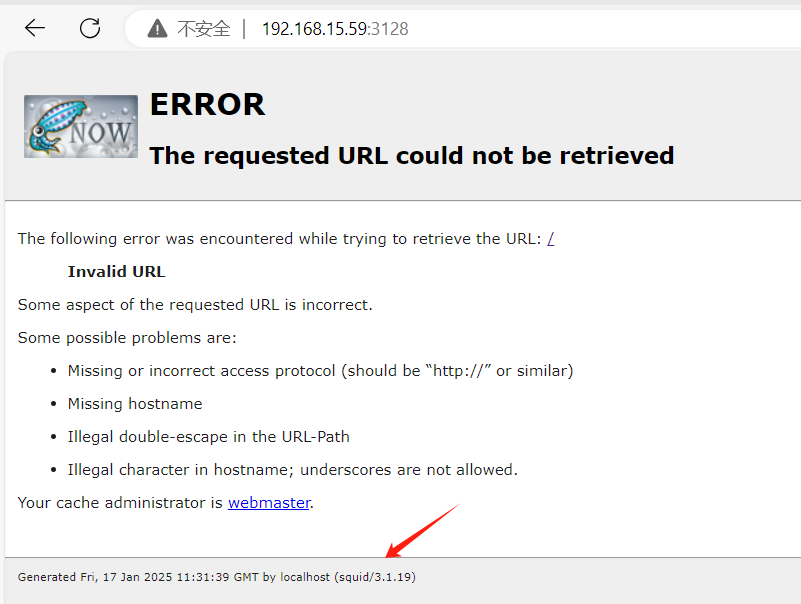 不安全 | 192.168.15.59:3128
NOW
ERROR
The requested URL could not be retrieved
The following error was encountered while trying to retrieve the URL: /
Invalid URL
Some aspect of the requested URL is incorrect.
Some possible problems are:
• Missing or incorrect access protocol (should be “http://” or similar)
• Missing hostname
• Illegal double-escape in the URL-Path
• Illegal character in hostname; underscores are not allowed.
Your cache administrator is webmaster.
Generated Fri, 17 Jan 2025 11:31:39 GMT by localhost (squid/3.1.19)